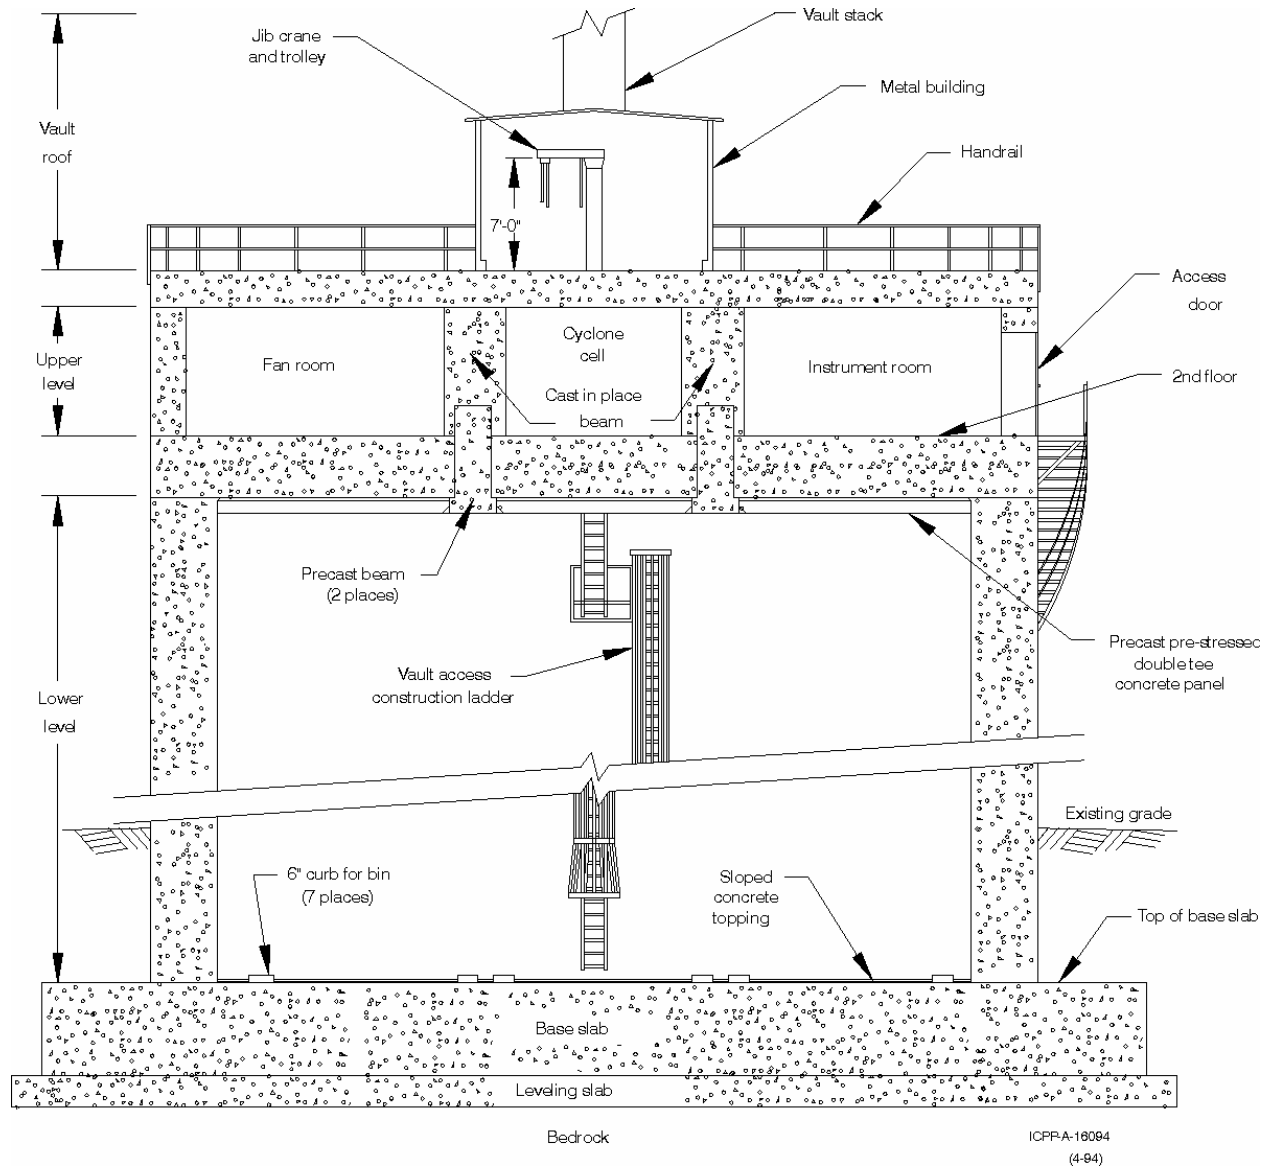 Vault stack
Jib crane
and trolley
Metal building
Vault
roof
Handrail
7'-0"
Access
door
Upper
level
Fan room
Cyclone
cell
Instrument room
2nd floor
Cast in place
beam
Precast beam
(2 places)
Precast pre-stressed
double tee
concrete panel
Vault access
construction ladder
Lower
level
Existing grade
6" curb for bin
(7 places)
Sloped
concrete
topping
Top of base slab
Base slab
Leveling slab
Bedrock
ICPP-A-16094
(4-94)